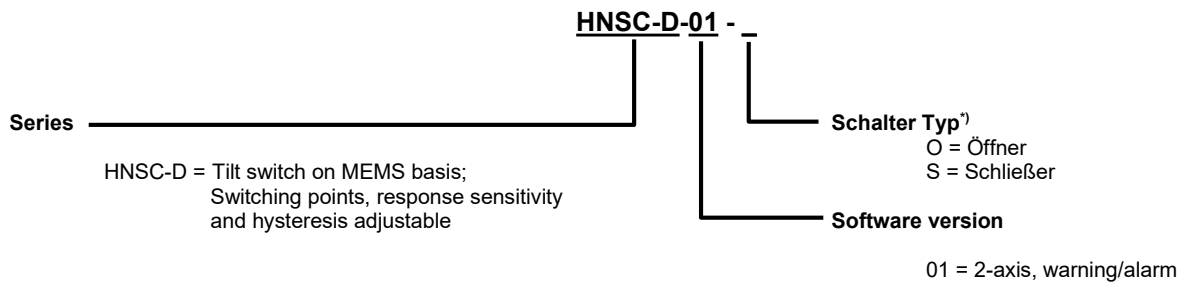 HNSC-D-01 - _
Series
Schalter Typ*)
O = Öffner
S = Schließer
HNSC-D = Tilt switch on MEMS basis;
Switching points, response sensitivity
and hysteresis adjustable
Software version
01 = 2-axis, warning/alarm